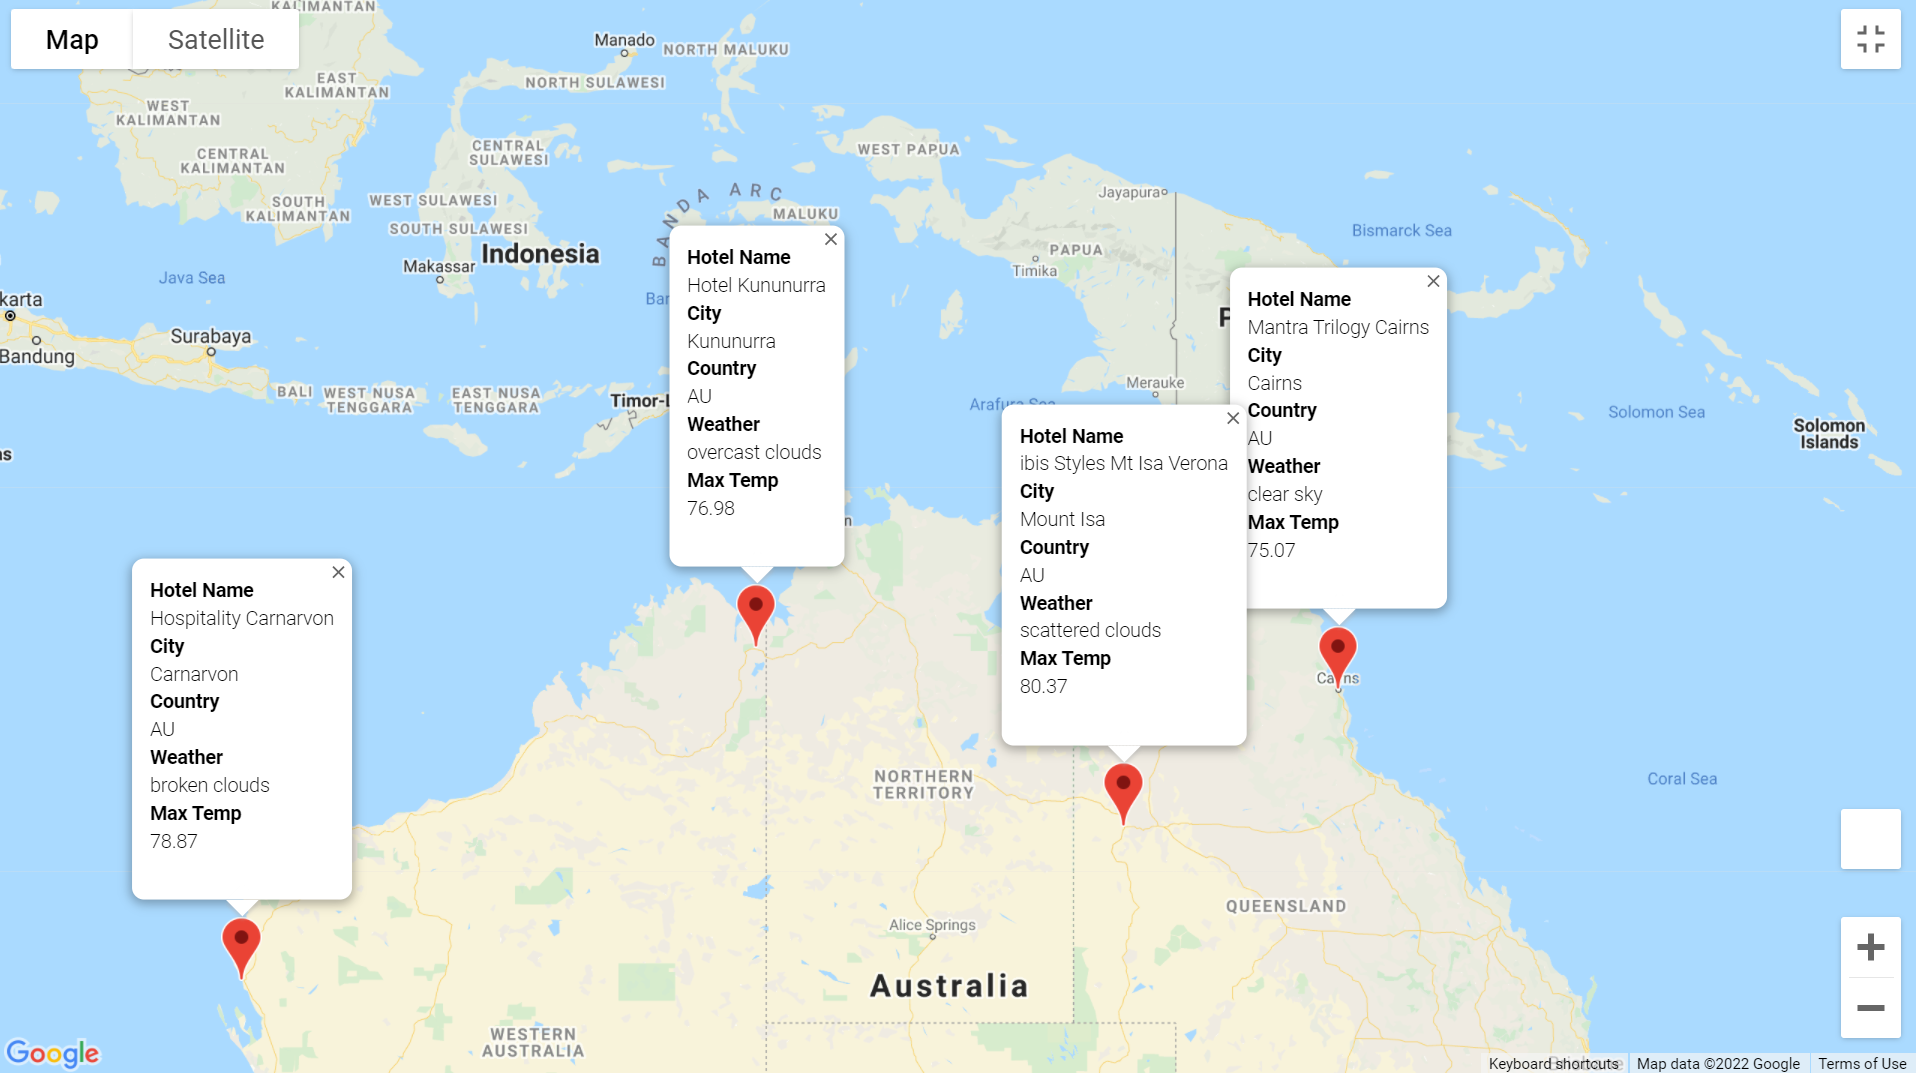 Map
Satellite
KALIMANTAN
EAST
KALIMANTAN
WEST
KALIMANTAN
CENTRAL
KALIMANTAN
SOUTH
KALIMANTAN
Manado
NORTH MALUKU
NORTH SULAWESI
CENTRAL
SULAWESI
WEST SULAWESI
SOUTH SULAWESI
Makassar
Indonesia
BANDA ARC
MALUKU
WEST PAPUA
Jayapura
PAPUA
Timika
Bismarck Sea
Java Sea
karta
Bandung
Surabaya
BALI
WEST NUSA
TENGGARA
EAST NUSA
TENGGARA
Timor-L
Merauke
Arafura Sea
Solomon Sea
Solomon
Islands
as
Ban
P
n
Hotel Name
Hotel Kununurra
City
Kununurra
Country
AU
Weather
overcast clouds
Max Temp
76.98
Hotel Name
Mantra Trilogy Cairns
City
Cairns
Country
AU
Weather
clear sky
Max Temp
75.07
Hotel Name
ibis Styles Mt Isa Verona
City
Mount Isa
Country
AU
Weather
scattered clouds
Max Temp
80.37
Hotel Name
Hospitality Carnarvon
City
Carnarvon
Country
AU
Weather
broken clouds
Max Temp
78.87
Cairns
NORTHERN
TERRITORY
Coral Sea
QUEENSLAND
Alice Springs
Australia
WESTERN
AUSTRALIA
Brisbane
Google
Keyboard shortcuts
Map data ©2022 Google
Terms of Use